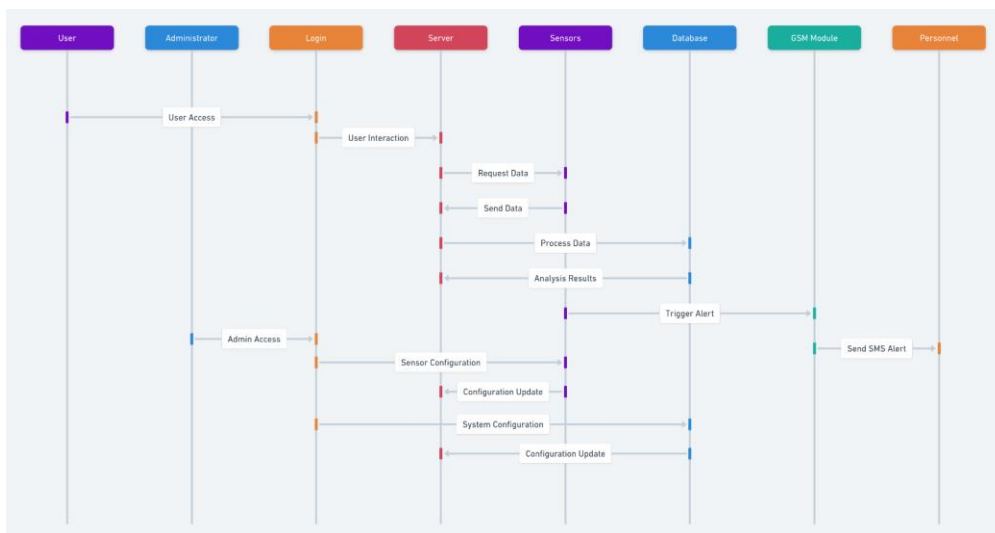 User
Administrator
Login
Server
Sensors
Database
GSM Module
Personnel
User Access
User Interaction
Request Data
Send Data
Process Data
Analysis Results
Trigger Alert
Admin Access
Send SMS Alert
Sensor Configuration
Configuration Update
System Configuration
Configuration Update